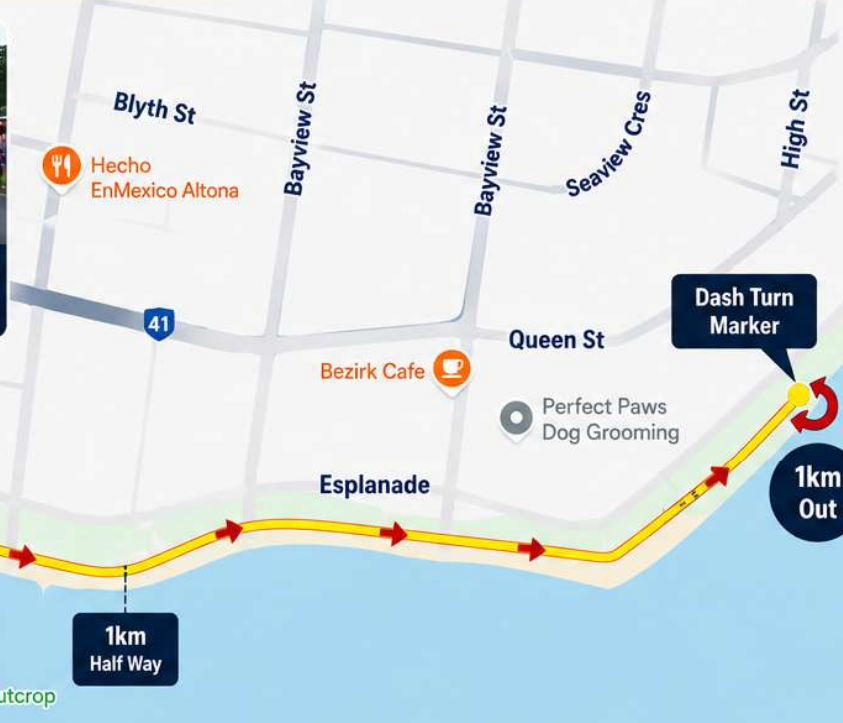 Blyth St
Bayview St
Bayview St
Seaview Cres
High St
Hecho
EnMexico Altona
41
Dash Turn
Marker
Queen St
Bezirk Cafe
Perfect Paws
Dog Grooming
1km
Out
Esplanade
1km
Half Way
utcrop